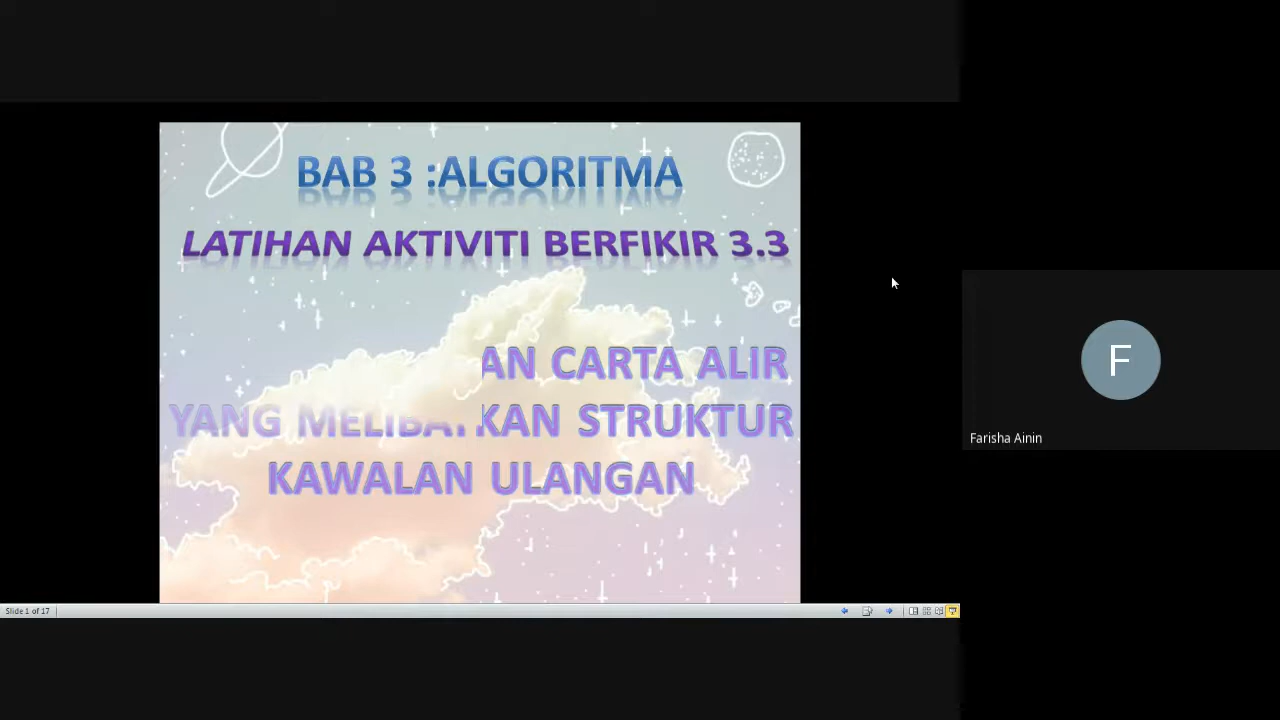 BAB 3 :ALGORITMA
LATIHAN AKTIVITI BERFIKIR 3.3
CARTA ALIR
YANG MELIBATKAN STRUKTUR
KAWALAN ULANGAN
F
Farisha Ainin
Slide 1 of 17